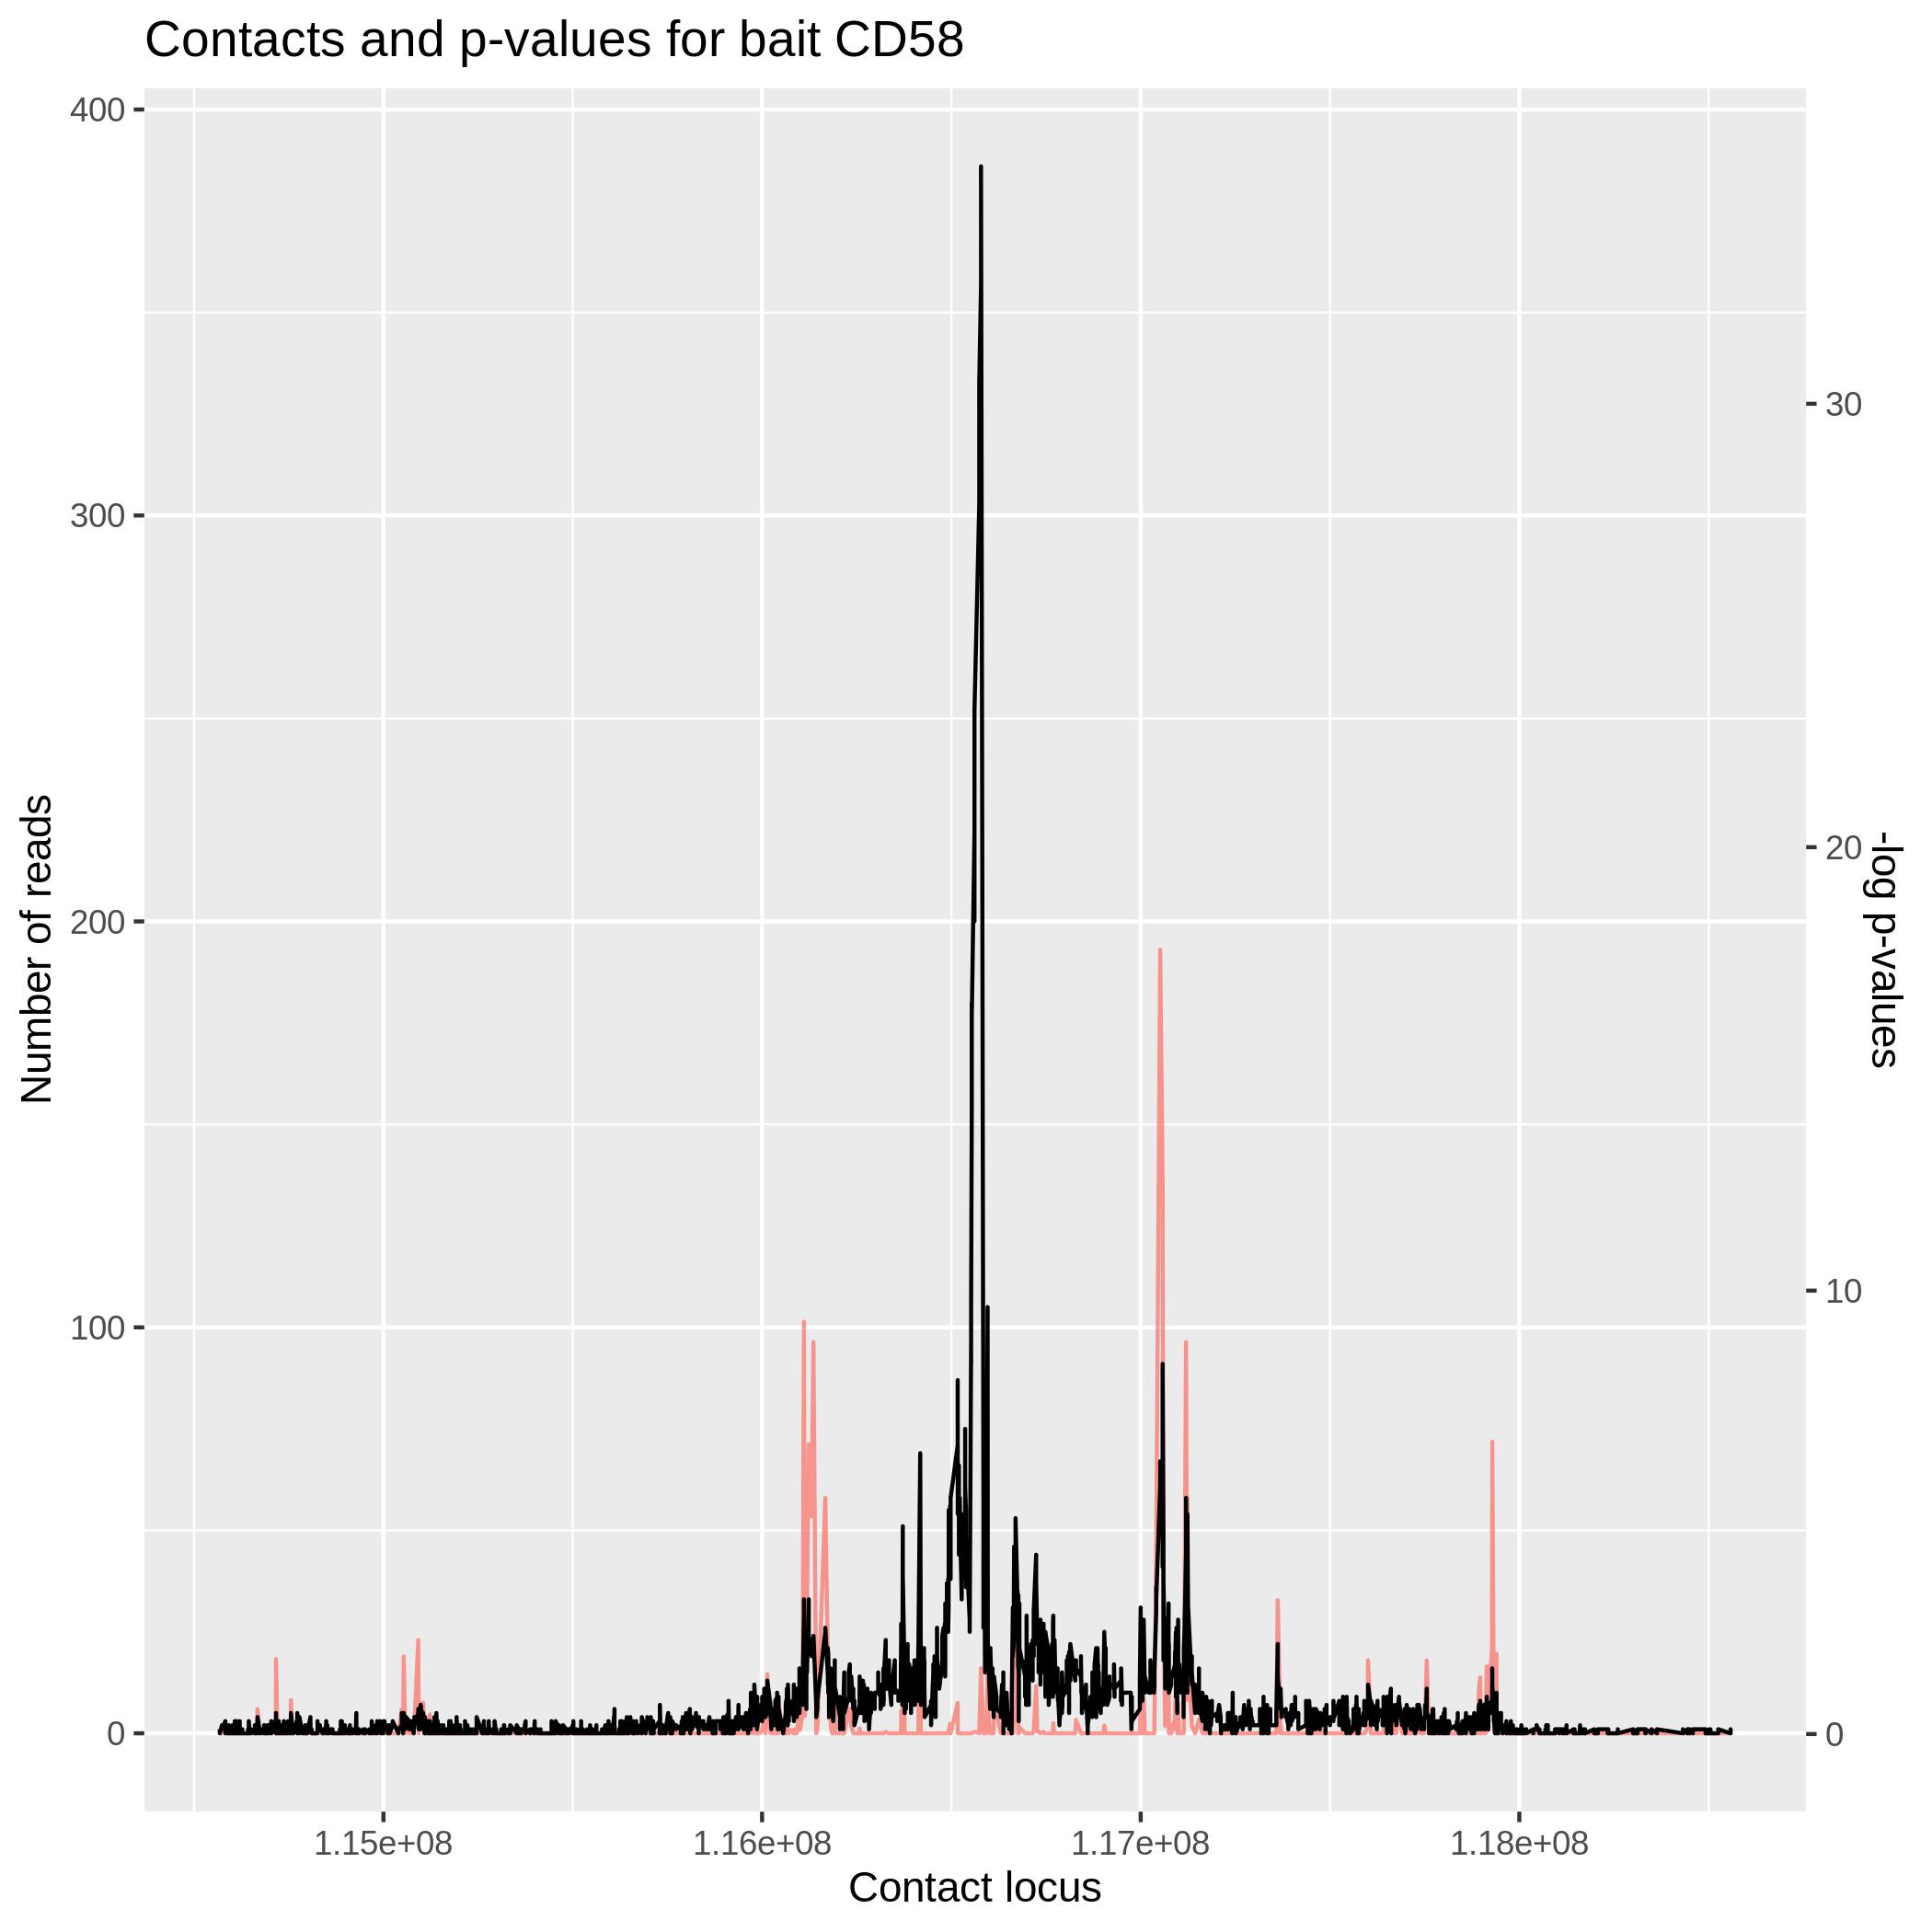 Contacts and p-values for bait CD58
400
300
200
100
0
Number of reads
30
20
10
0
-log p-values
1.15e+08
1.16e+08
1.17e+08
1.18e+08
Contact locus